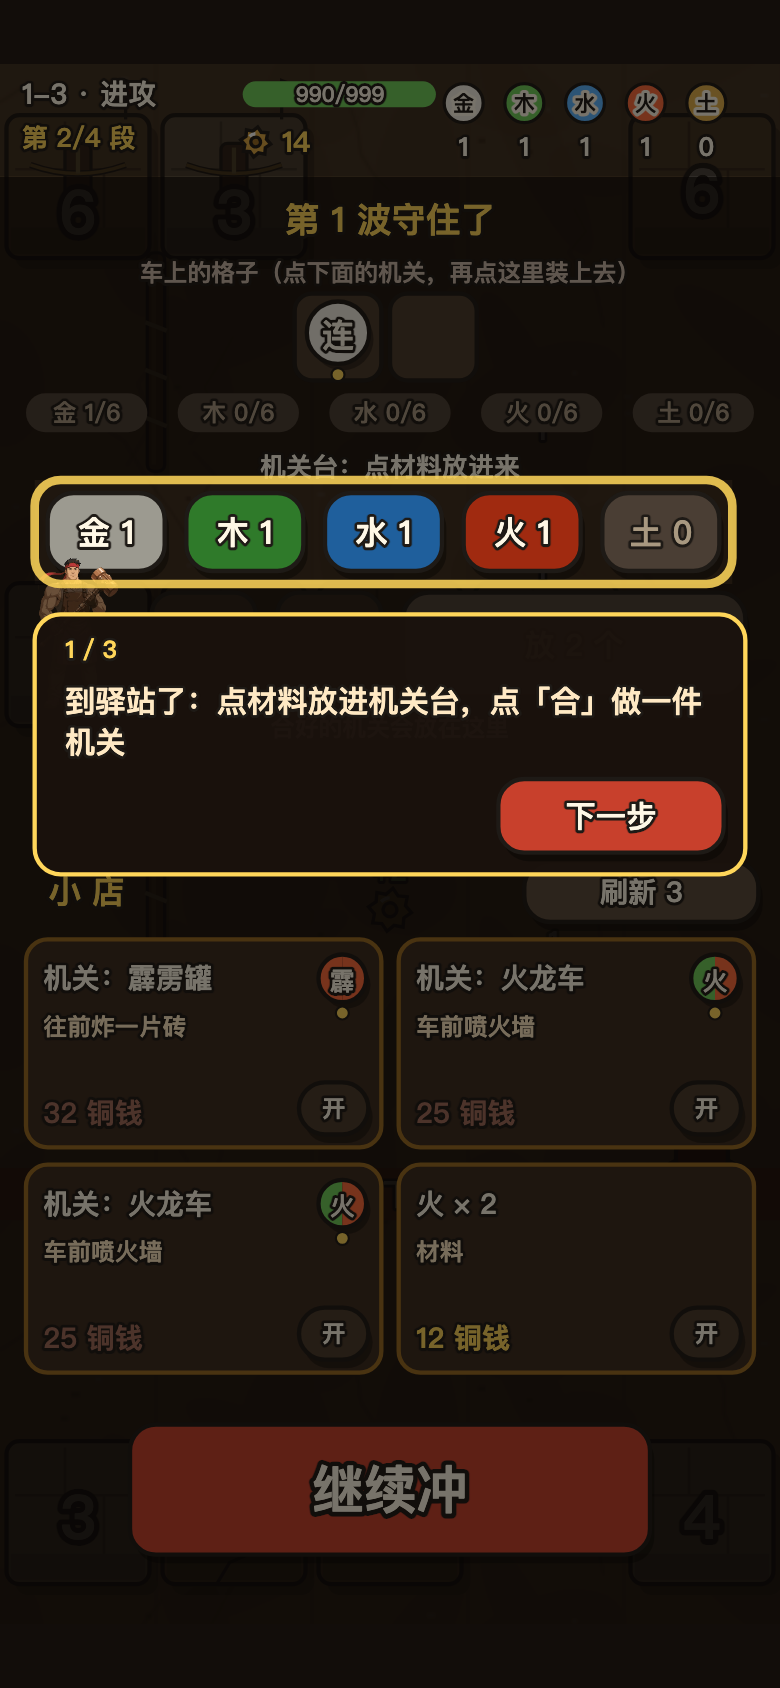 1-3 · 进攻
990/999
金 木 水 火 土
第 2/4 段
14
1 1 1 1 0
6 3 6
第 1 波守住了
车上的格子（点下面的机关，再点这里装上去）
连
金 1/6 木 0/6 水 0/6 火 0/6 土 0/6
机关台：点材料放进来
金 1 木 1 水 1 火 1 土 0
放 2 个
1 / 3
到驿站了：点材料放进机关台，点「合」做一件
机关
下一步
小 店
刷新 3
机关：霹雳罐
霹
往前炸一片砖
32 铜钱
开
机关：火龙车
火
车前喷火墙
25 铜钱
开
机关：火龙车
火
车前喷火墙
25 铜钱
开
火 × 2
材料
12 铜钱
开
继续冲
3 4